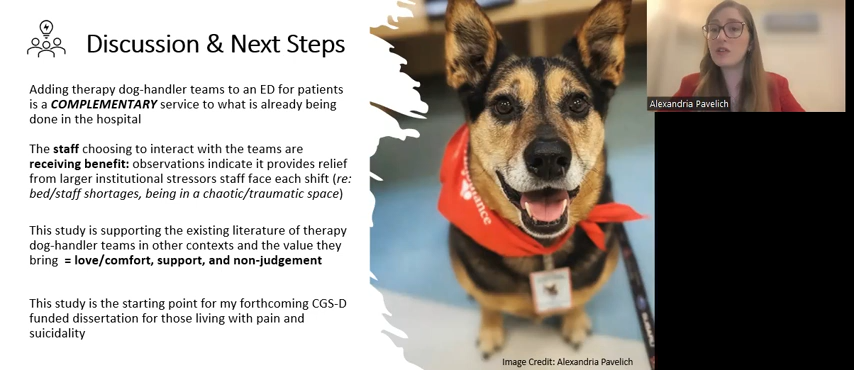 Discussion & Next Steps
Adding therapy dog-handler teams to an ED for patients
is a COMPLEMENTARY service to what is already being
done in the hospital
The staff choosing to interact with the teams are
receiving benefit: observations indicate it provides relief
from larger institutional stressors staff face each shift (re:
bed/staff shortages, being in a chaotic/traumatic space)
This study is supporting the existing literature of therapy
dog-handler teams in other contexts and the value they
bring = love/comfort, support, and non-judgement
This study is the starting point for my forthcoming CGS-D
funded dissertation for those living with pain and
suicidality
Image Credit: Alexandria Pavelich
Alexandria Pavelich